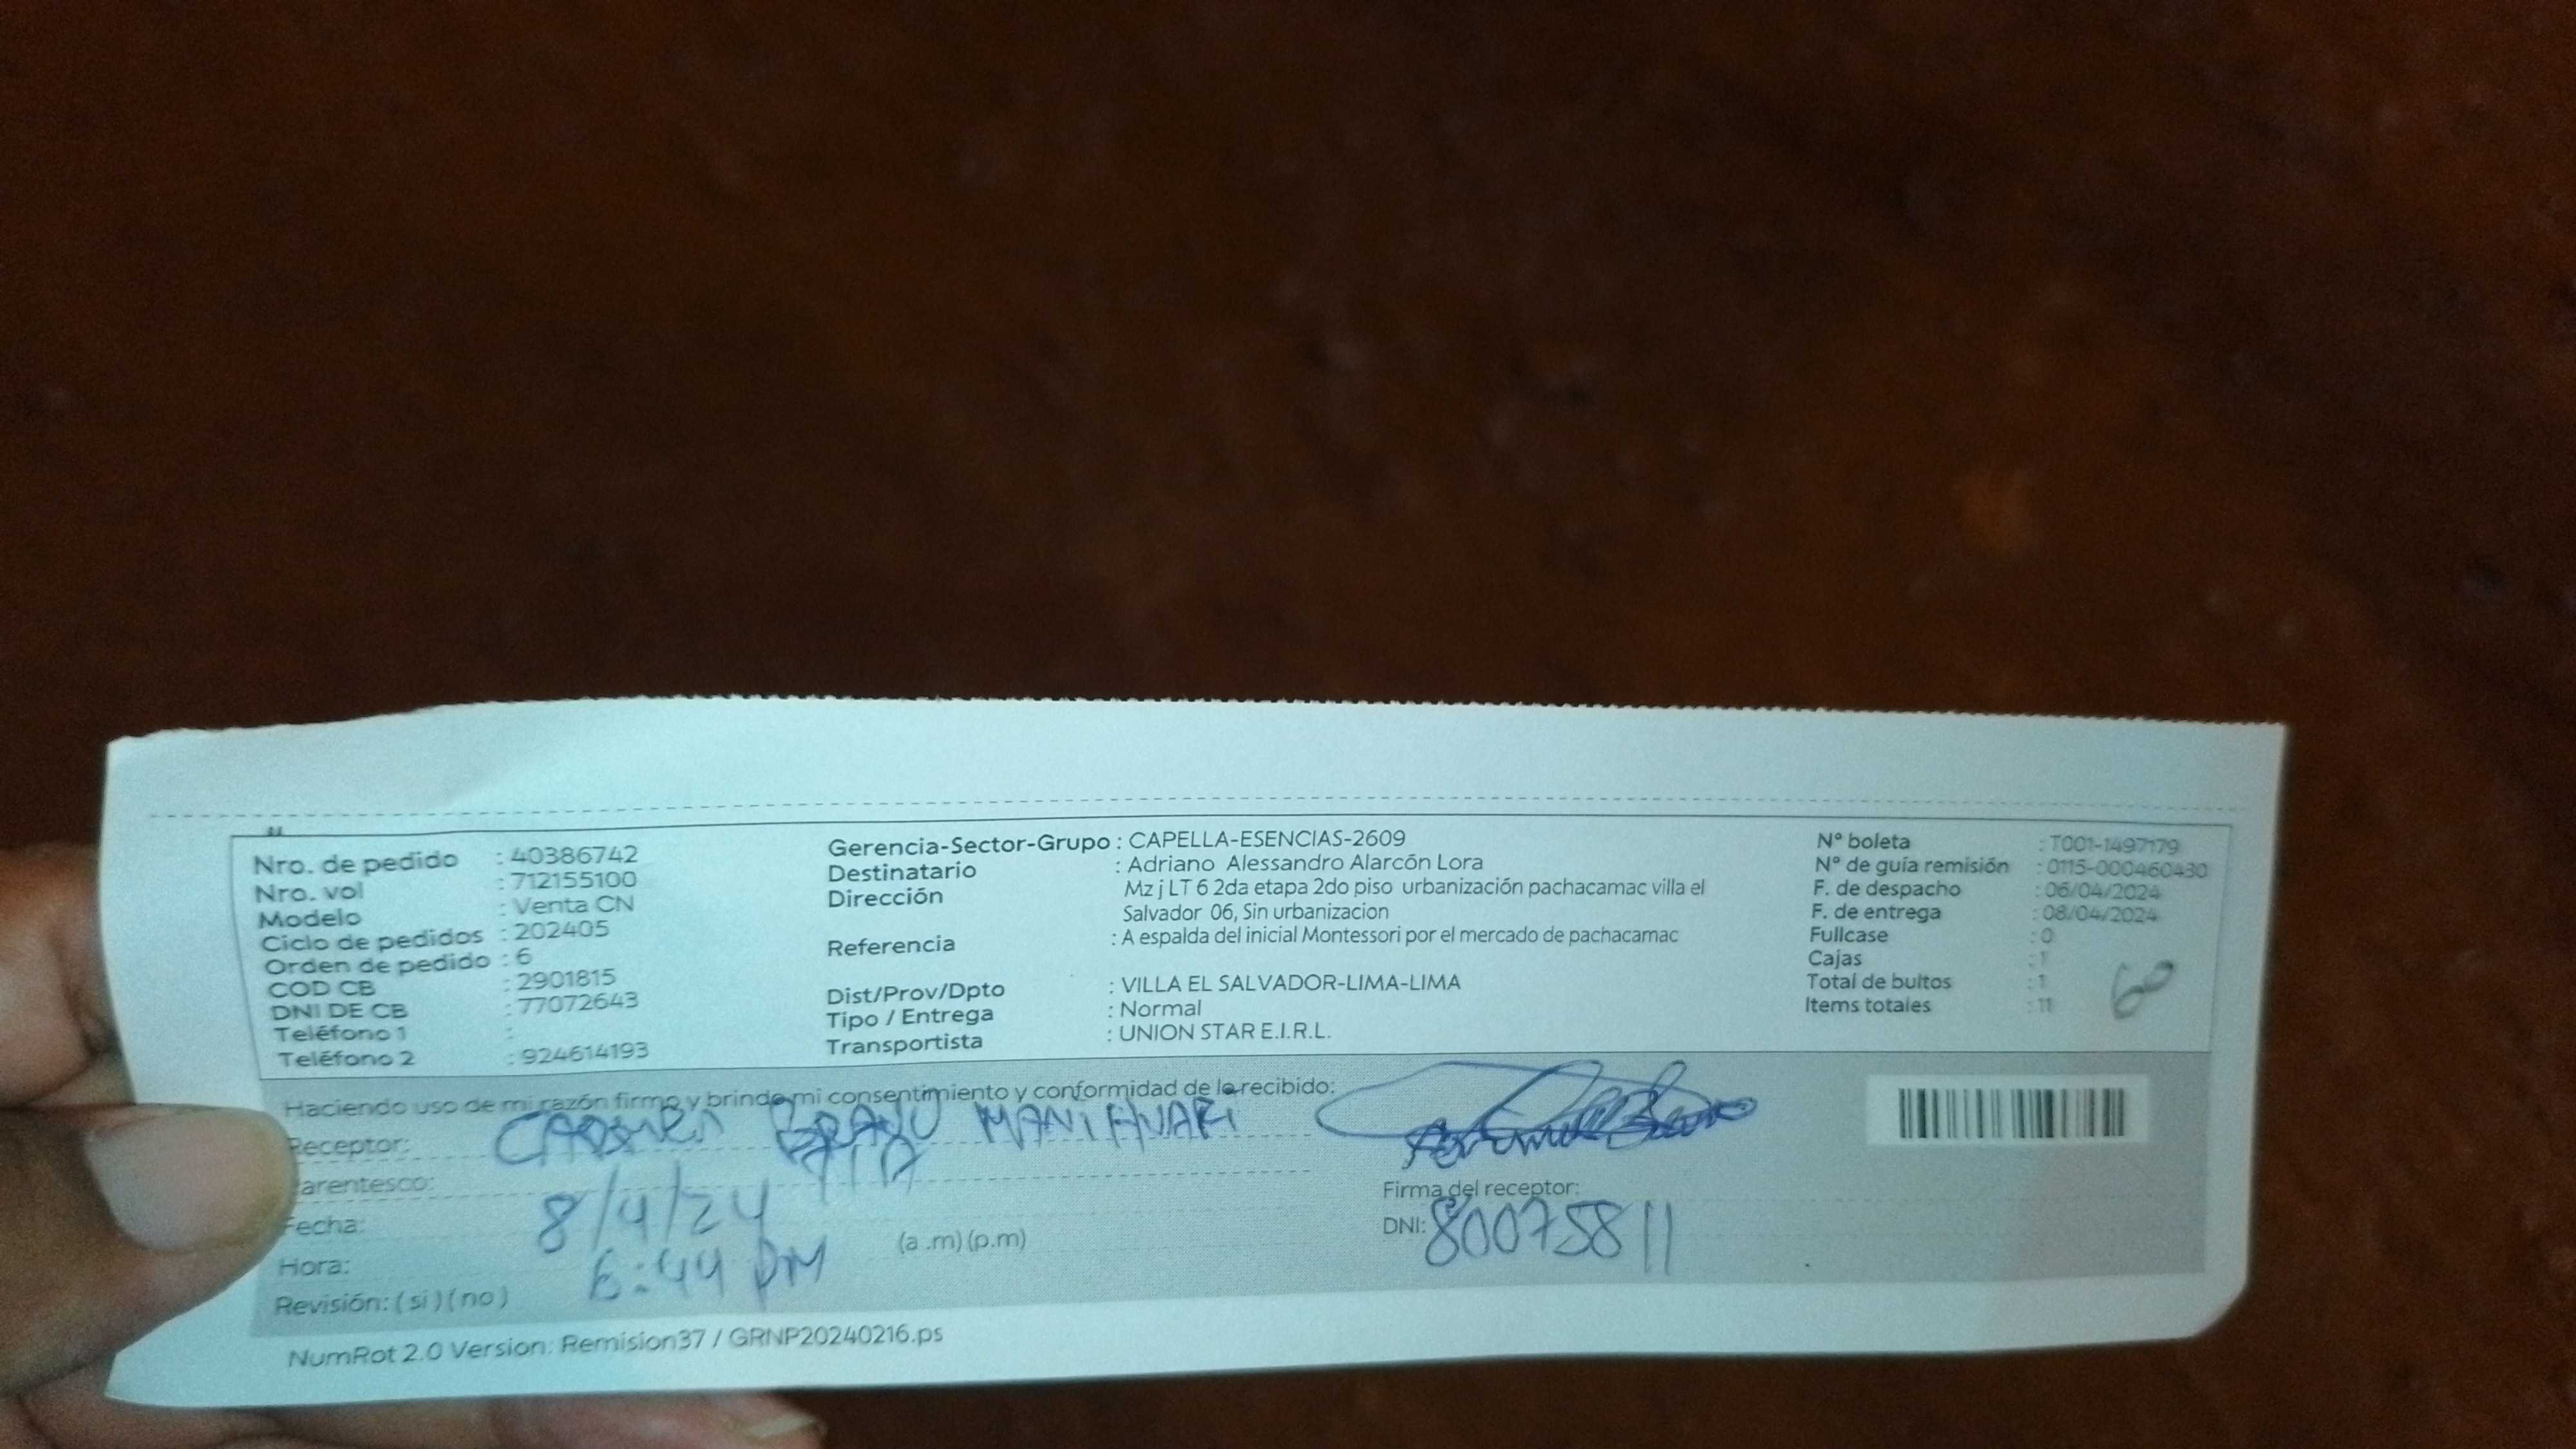 Nro. de pedido : 40386742
Nro. vol : 712155100
Modelo : Venta CN
Ciclo de pedidos : 202405
Orden de pedido : 6
COD CB : 2901815
DNI DE CB : 77072643
Teléfono 1 :
Teléfono 2 : 924614193
Gerencia-Sector-Grupo : CAPELLA-ESENCIAS-2609
Destinatario : Adriano Alessandro Alarcón Lora
Dirección Mz j LT 6 2da etapa 2do piso urbanización pachacamac villa el
Salvador 06, Sin urbanizacion
Referencia : A espalda del inicial Montessori por el mercado de pachacamac
Dist/Prov/Dpto : VILLA EL SALVADOR-LIMA-LIMA
Tipo / Entrega : Normal
Transportista : UNION STAR E.I.R.L.
N° boleta : T001-1497179
N° de guía remisión : 0115-000460430
F. de despacho : 06/04/2024
F. de entrega : 08/04/2024
Fullcase : 0
Cajas : 1
Total de bultos : 1
Items totales : 11
60
Haciendo uso de mi razón firmo y brindo mi consentimiento y conformidad de lo recibido:
Receptor: CARMEN BRAVO MANIHUARI
arentesco: TIA
Fecha: 8/4/24
Hora: 6:44 PM (a .m) (p.m)
Revisión: ( si ) ( no )
Firma del receptor:
DNI: 80075811
NumRot 2.0 Version: Remision37 / GRNP20240216.ps